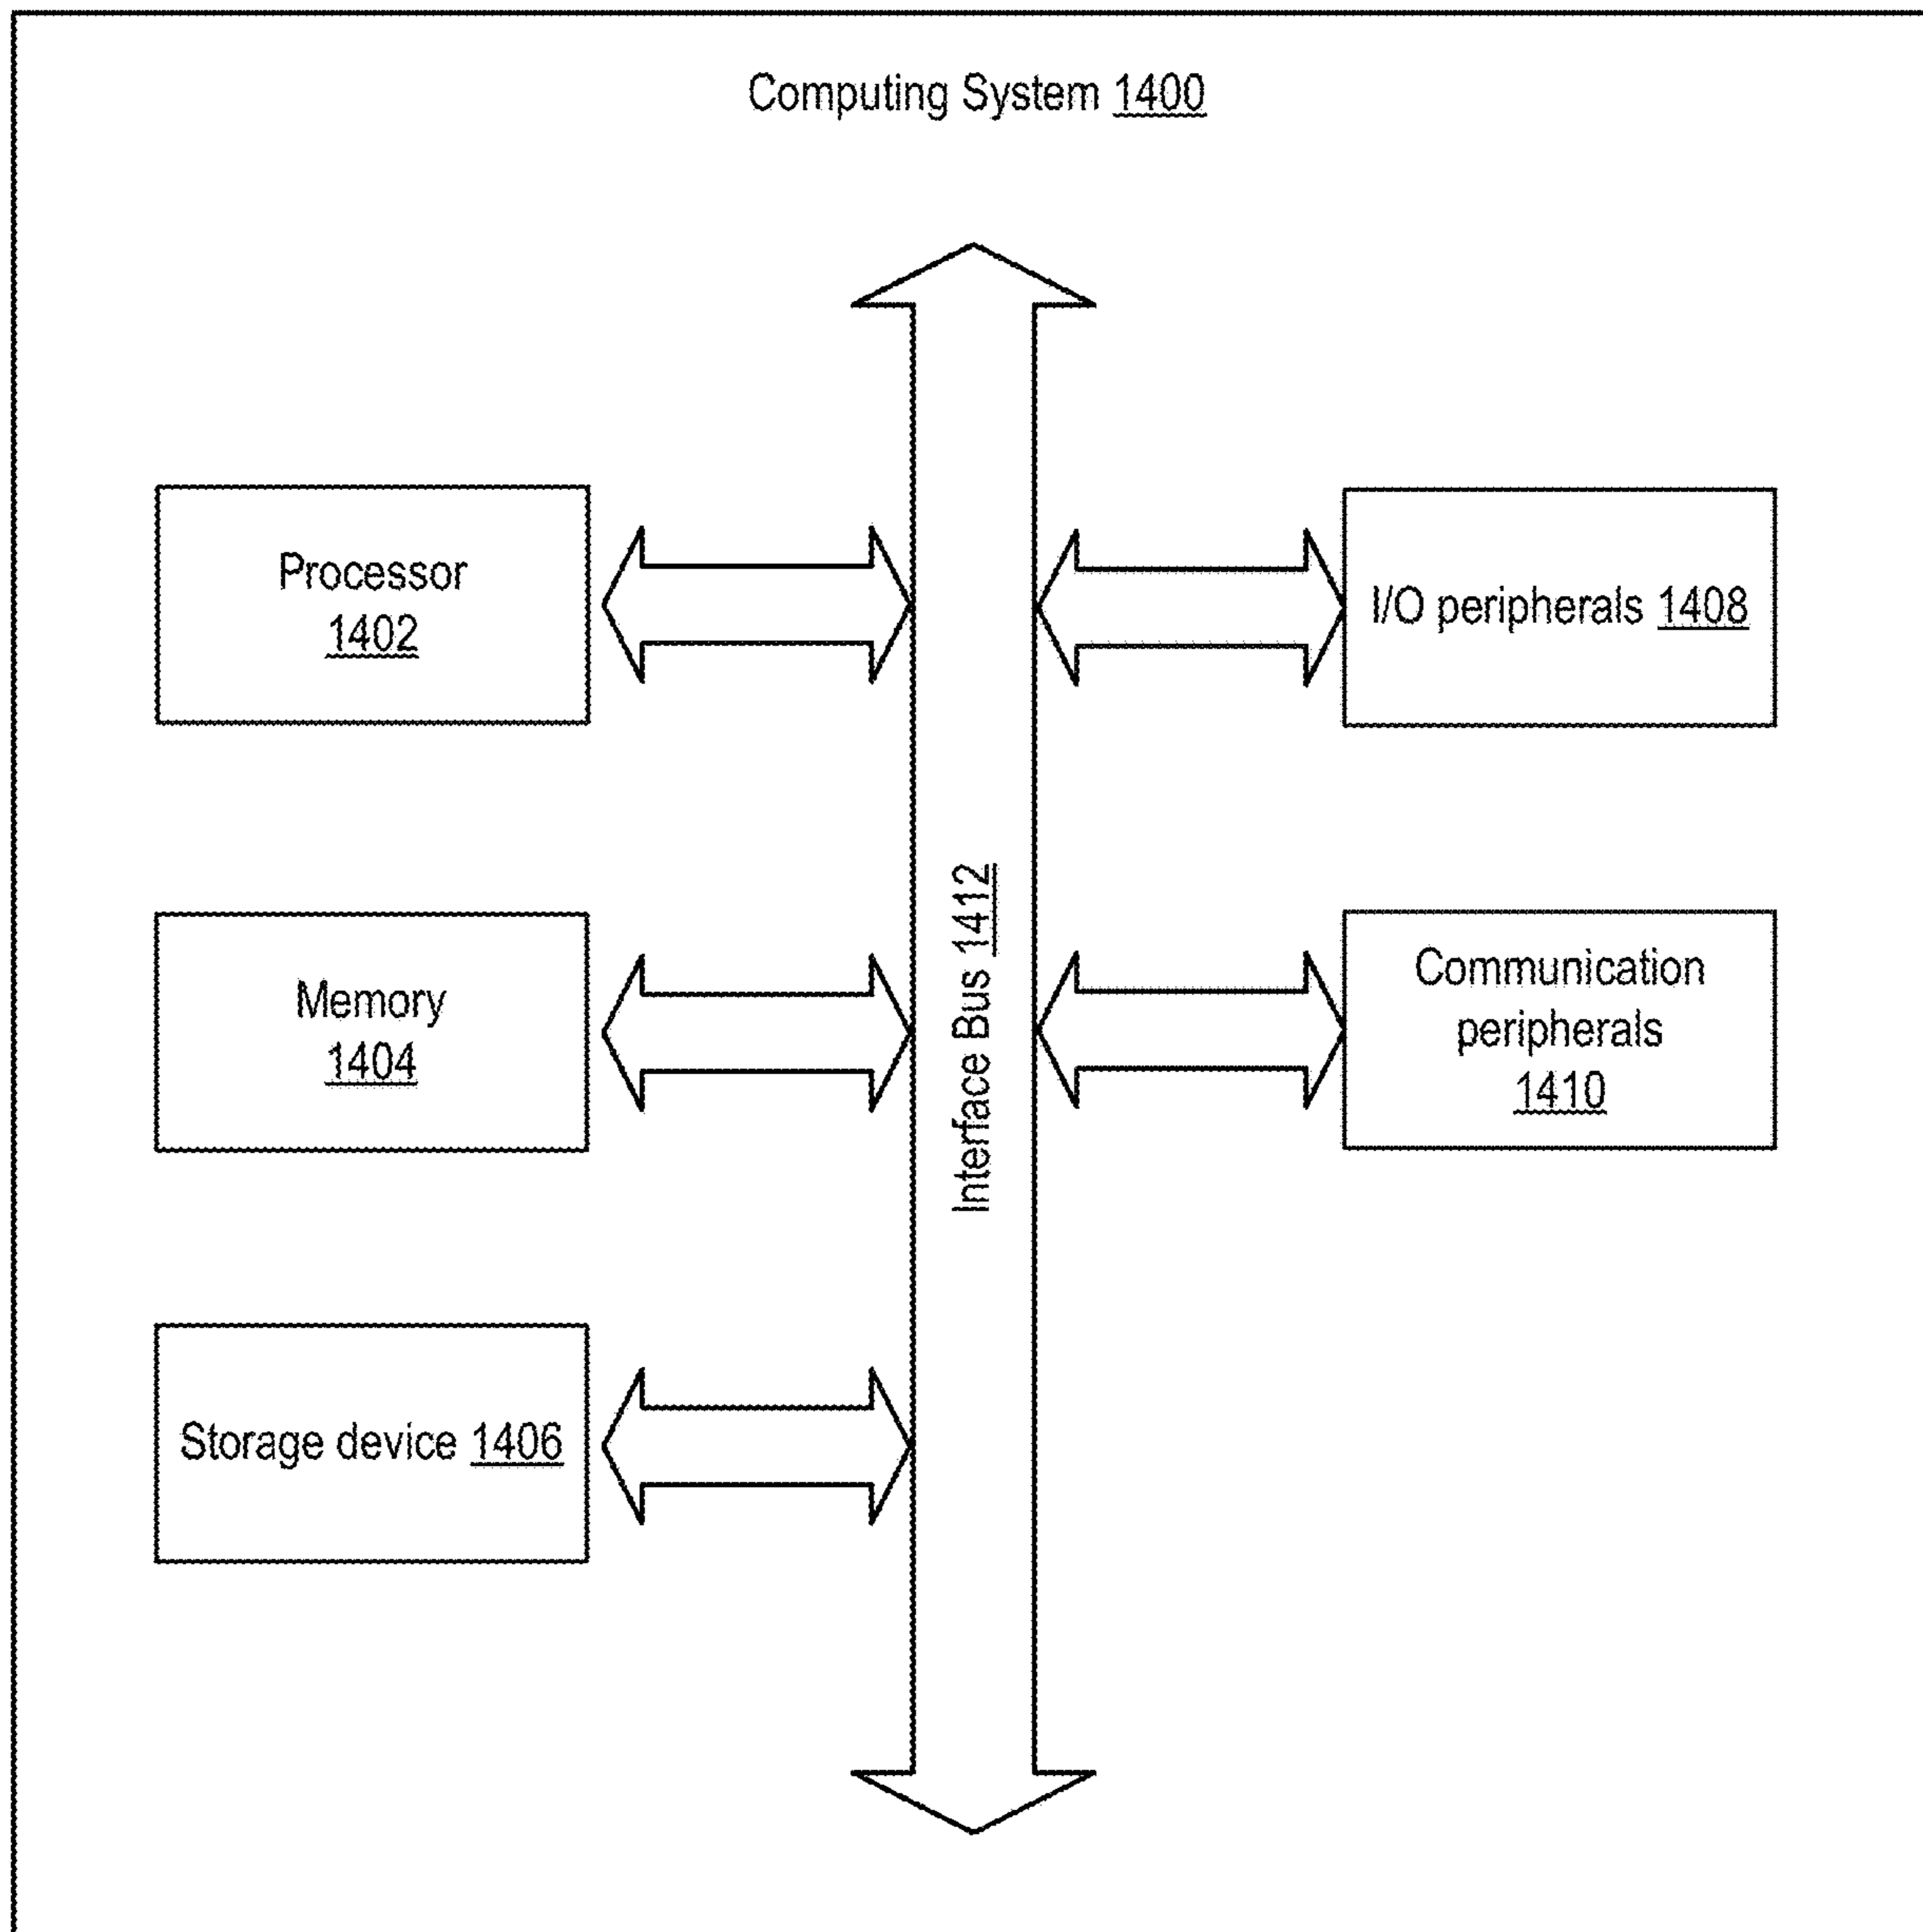 Computing System 1400
Processor
1402
I/O peripherals 1408
Interface Bus 1412
Memory
1404
Communication
peripherals
1410
Storage device 1406